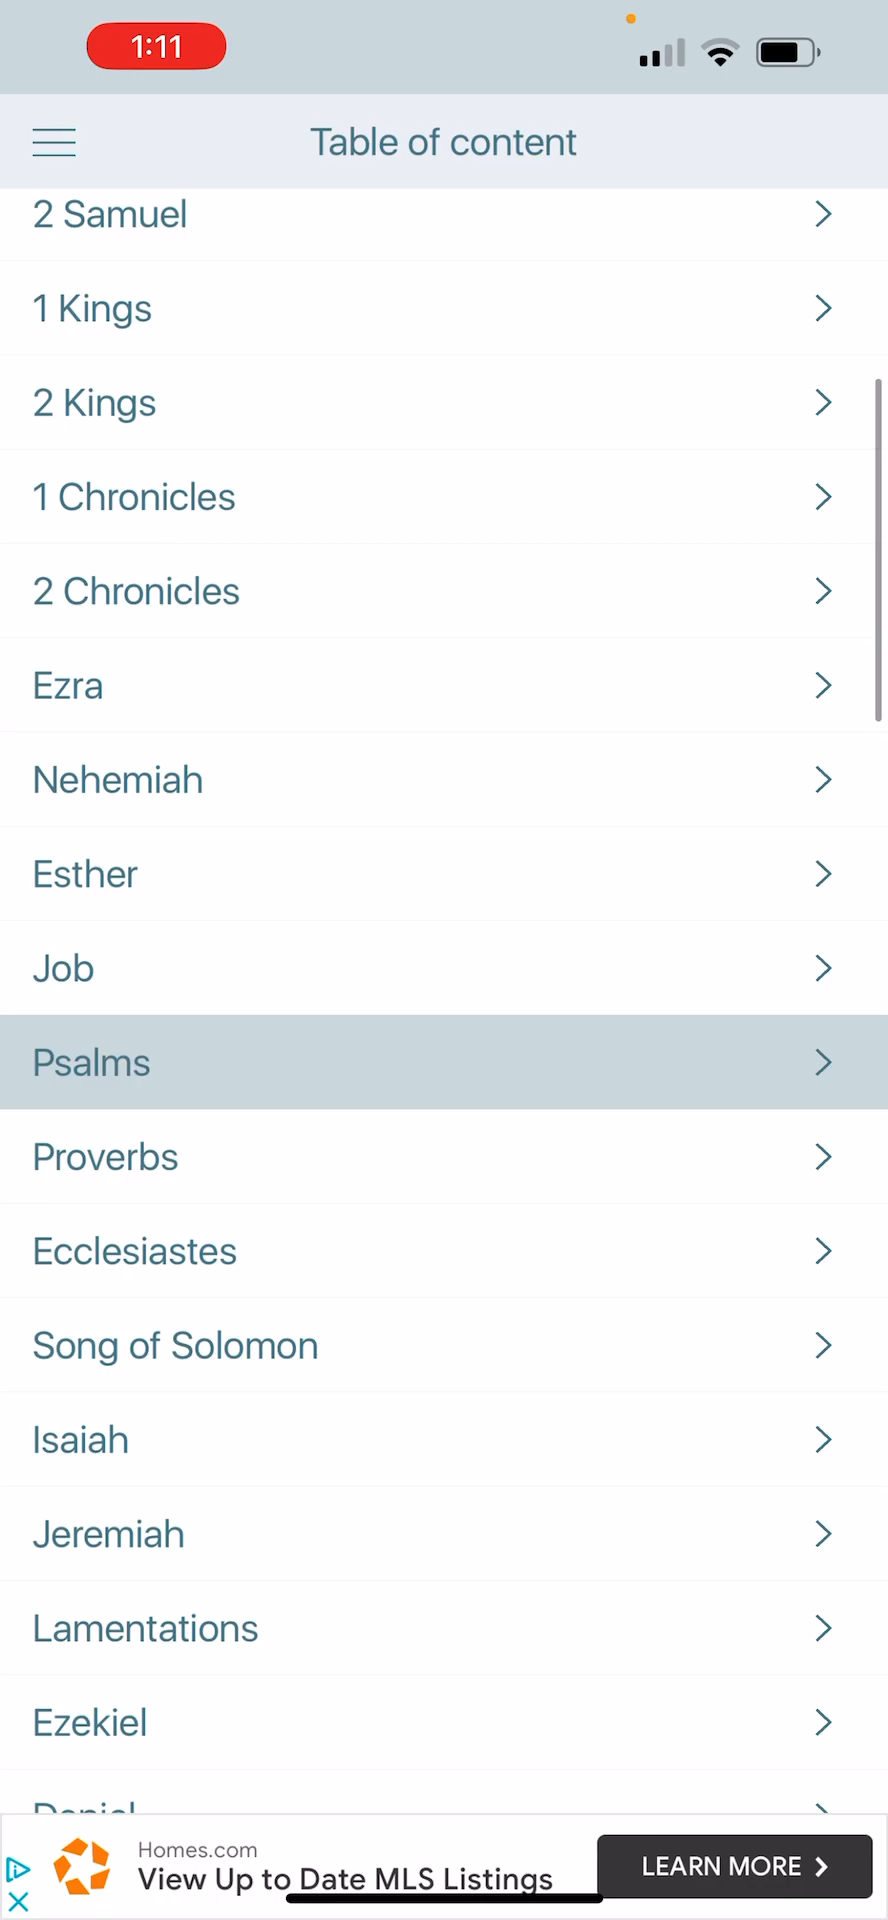 1:11
Table of content
2 Samuel
1 Kings
2 Kings
1 Chronicles
2 Chronicles
Ezra
Nehemiah
Esther
Job
Psalms
Proverbs
Ecclesiastes
Song of Solomon
Isaiah
Jeremiah
Lamentations
Ezekiel
Daniel
Homes.com
View Up to Date MLS Listings
LEARN MORE